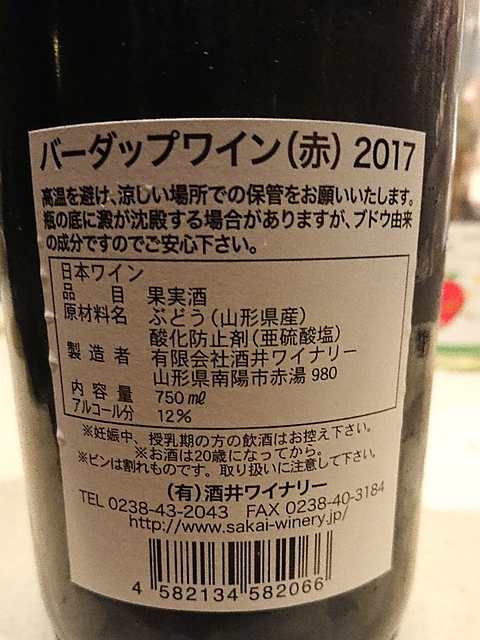 バーダップワイン(赤) 2017
高温を避け、涼しい場所での保管をお願いいたします。
瓶の底に澱が沈殿する場合がありますが、ブドウ由来
の成分ですのでご安心下さい。
日本ワイン
品目 果実酒
原材料名 ぶどう(山形県産)
酸化防止剤(亜硫酸塩)
製造者 有限会社酒井ワイナリー
山形県南陽市赤湯980
内容量 750㎖
アルコール分 12%
※妊娠中、授乳期の方の飲酒はお控え下さい。
※お酒は20歳になってから。
※ビンは割れものです。取り扱いに注意して下さい。
(有)酒井ワイナリー
TEL 0238-43-2043 FAX 0238-40-3184
http://www.sakai-winery.jp/
4 582134 582066